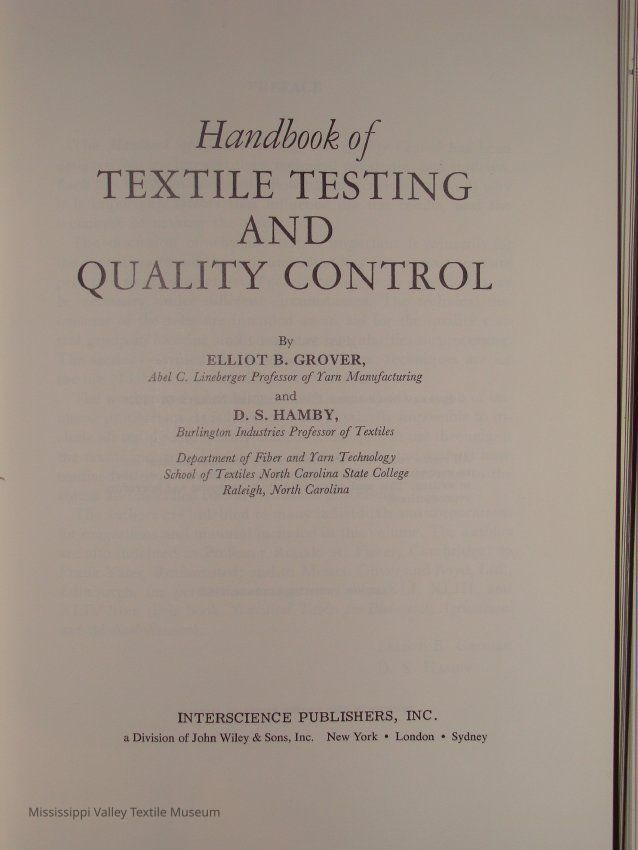 Handbook of
TEXTILE TESTING
AND
QUALITY CONTROL
By
ELLIOT B. GROVER,
Abel C. Lineberger Professor of Yarn Manufacturing
and
D. S. HAMBY,
Burlington Industries Professor of Textiles
Department of Fiber and Yarn Technology
School of Textiles North Carolina State College
Raleigh, North Carolina
INTERSCIENCE PUBLISHERS, INC.
a Division of John Wiley & Sons, Inc. New York • London • Sydney
Mississippi Valley Textile Museum